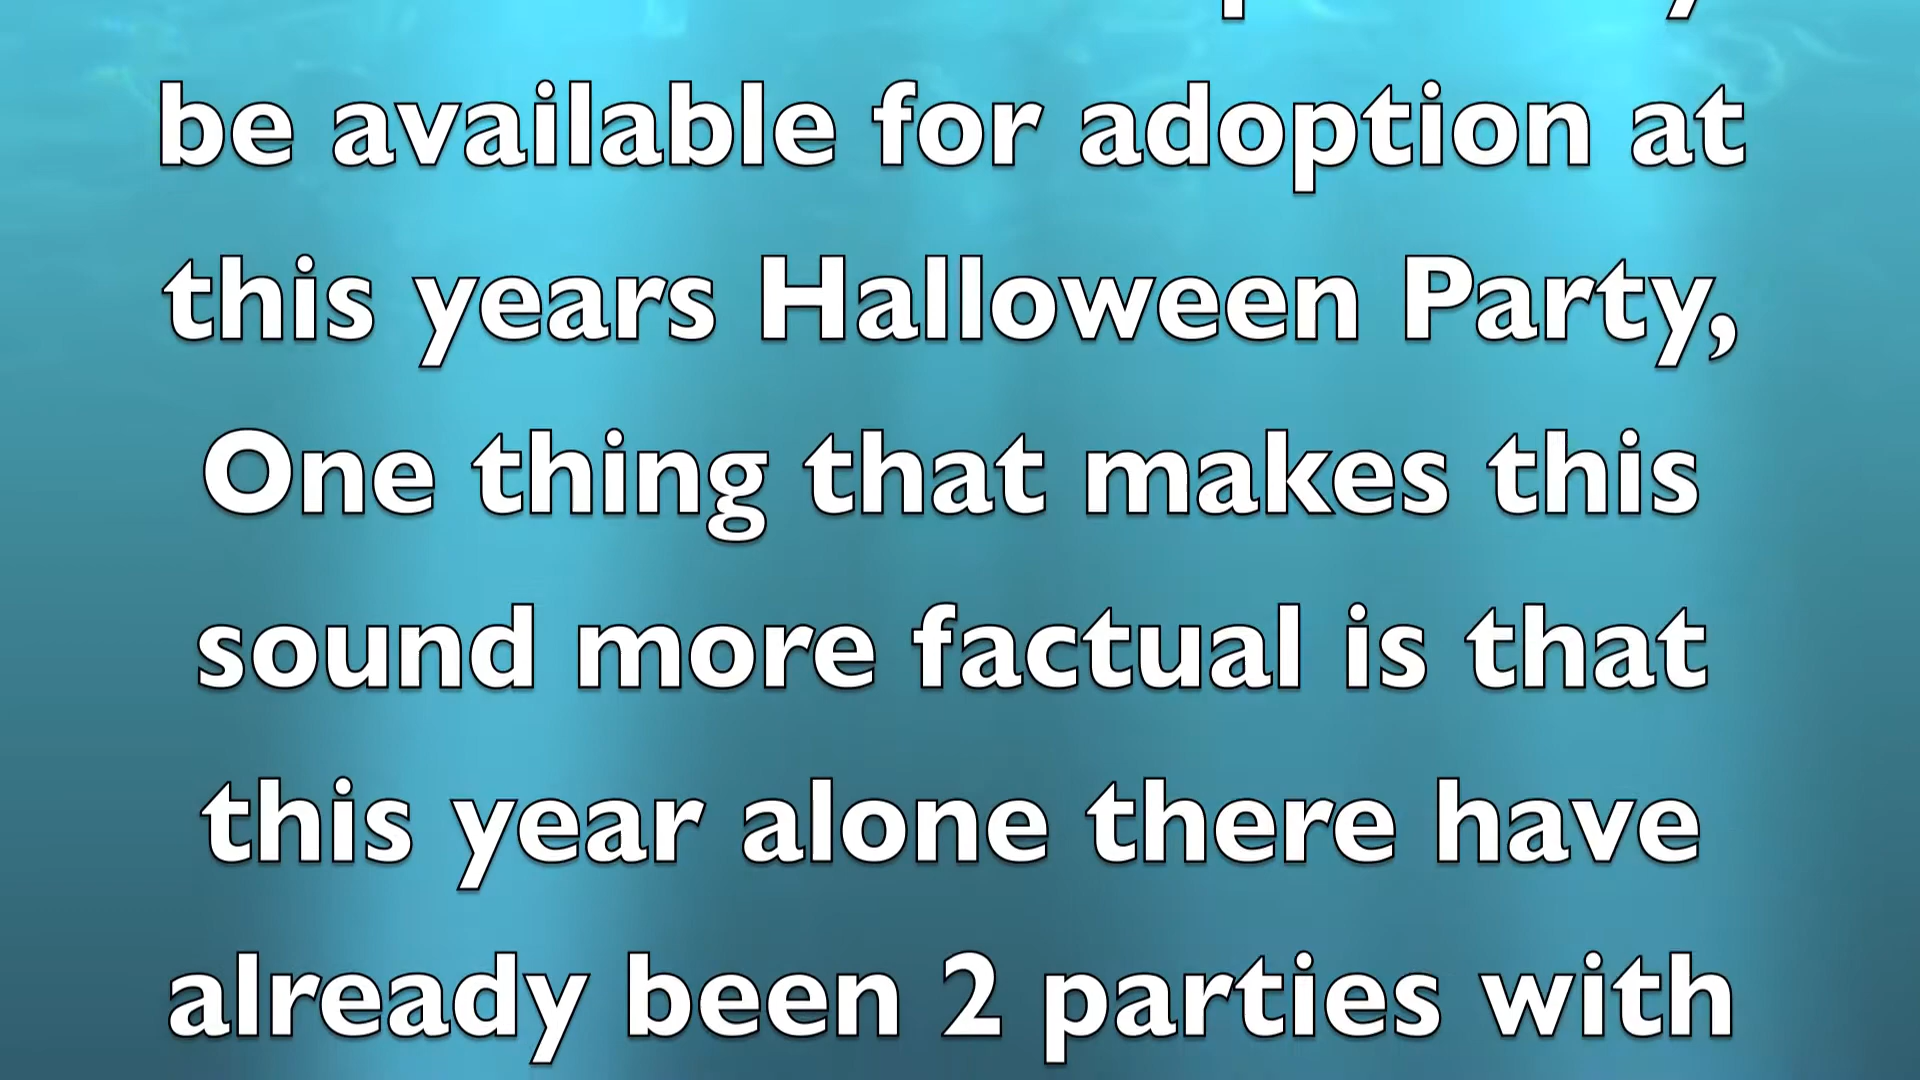 be available for adoption at
this years Halloween Party,
One thing that makes this
sound more factual is that
this year alone there have
already been 2 parties with